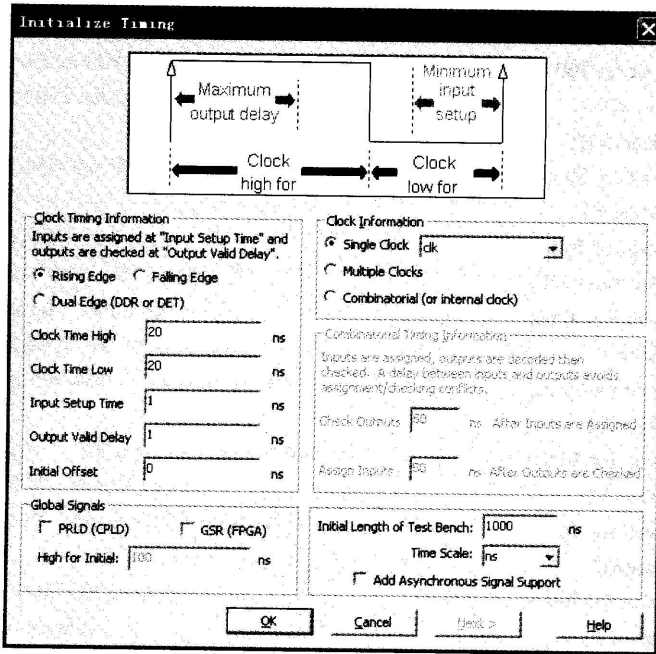 Initialize Timing
Maximum
output delay
Minimum
input
setup
Clock
high for
Clock
low for
Clock Timing Information
Inputs are assigned at "Input Setup Time" and
outputs are checked at "Output Valid Delay".
Rising Edge
Falling Edge
Dual Edge (DDR or DET)
Clock Time High 20 ns
Clock Time Low 20 ns
Input Setup Time 1 ns
Output Valid Delay 1 ns
Initial Offset 0 ns
Global Signals
PRLD (CPLD)
GSR (FPGA)
High for Initial: 100 ns
Clock Information
Single Clock clk
Multiple Clocks
Combinatorial (or internal clock)
Combinatorial Timing Information
Inputs are assigned, outputs are decoded then
checked. A delay between inputs and outputs avoids
assignment/checking conflicts.
Check Outputs 50 ns After Inputs are Assigned
Assign Inputs 50 ns After Outputs are Checked
Initial Length of Test Bench: 1000 ns
Time Scale: ns
Add Asynchronous Signal Support
OK
Cancel
Next >
Help